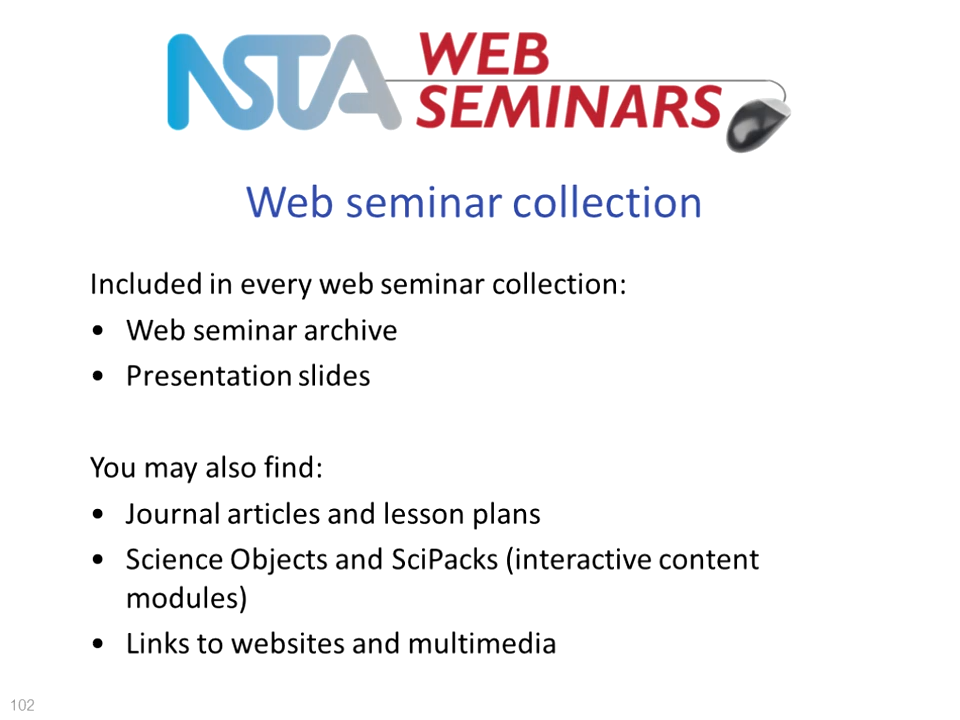 NSTA WEB
SEMINARS
Web seminar collection
Included in every web seminar collection:
• Web seminar archive
• Presentation slides
You may also find:
• Journal articles and lesson plans
• Science Objects and SciPacks (interactive content
modules)
• Links to websites and multimedia
102